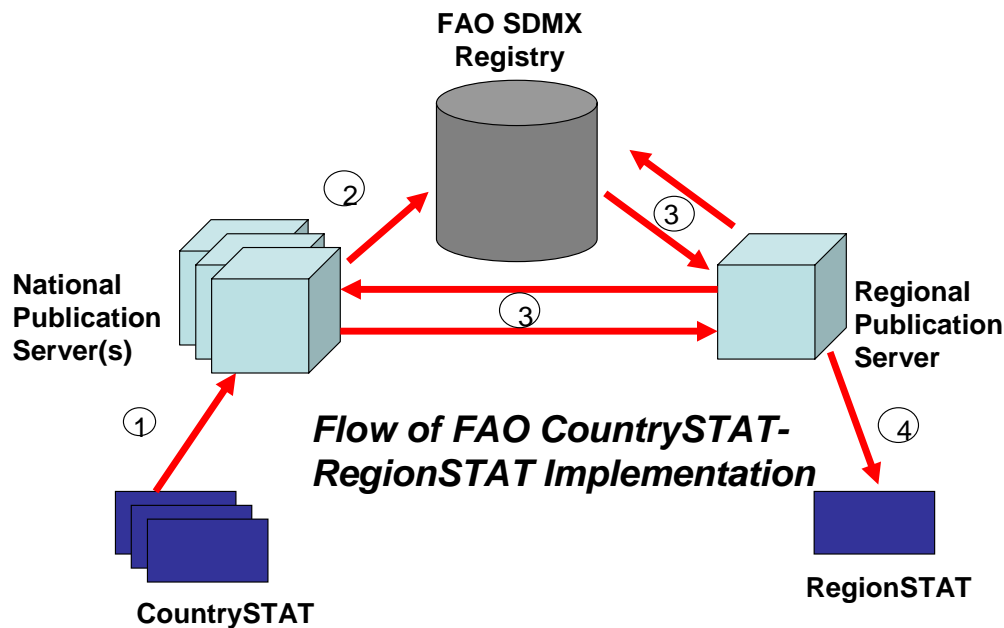 FAO SDMX
Registry
2
3
National
Publication
Server(s)
3
Regional
Publication
Server
1
Flow of FAO CountrySTAT-
RegionSTAT Implementation
4
CountrySTAT
RegionSTAT